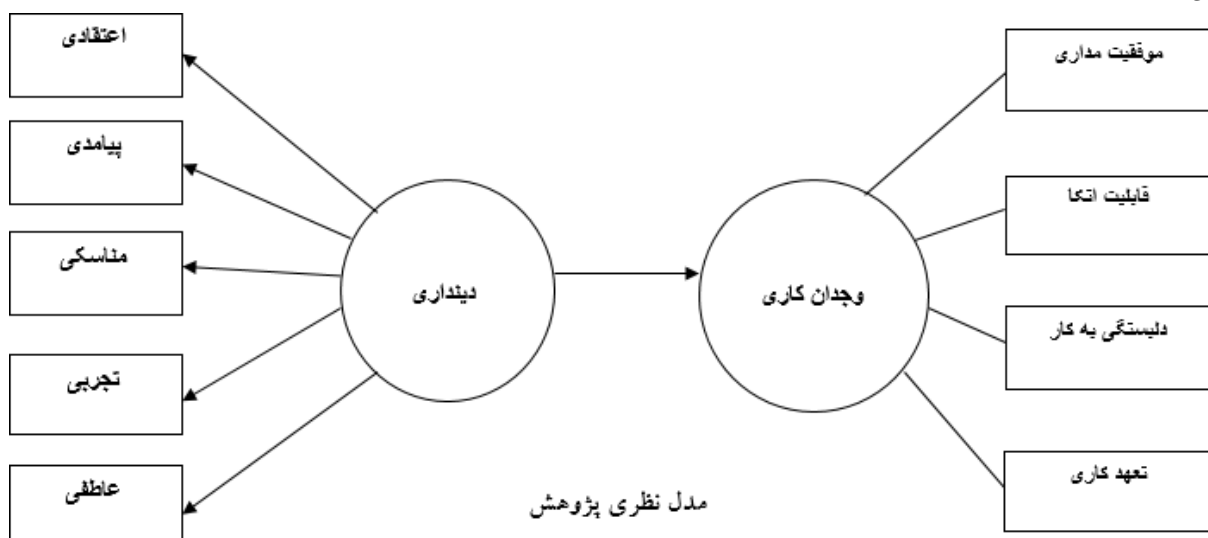 اعتقادی
پیامدی
مناسکی
تجربی
عاطفی
دینداری
وجدان کاری
موفقیت مداری
قابلیت اتکا
دلبستگی به کار
تعهد کاری
مدل نظری پژوهش